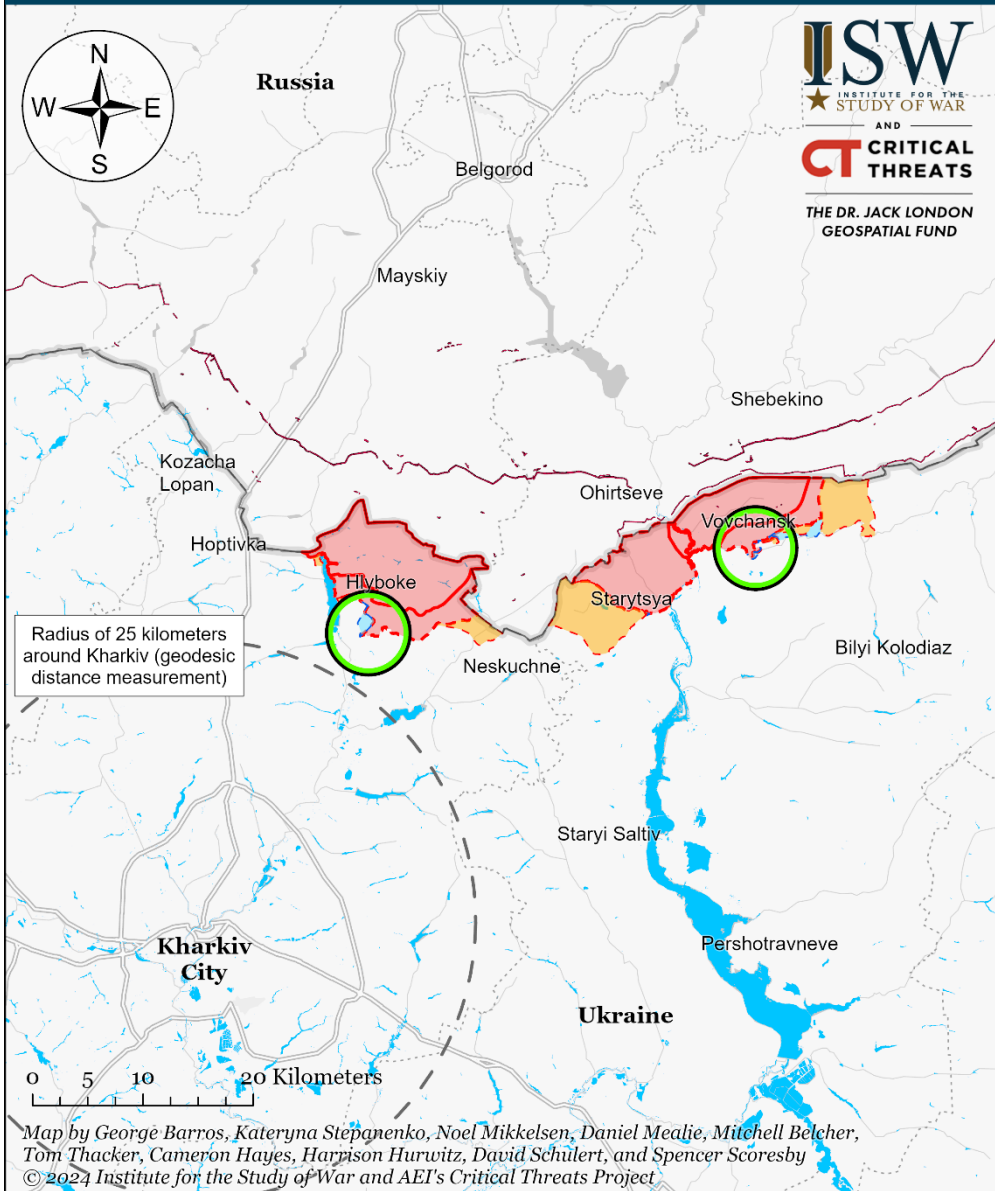 N
W
E
S
Russia
ISW
INSTITUTE FOR THE
STUDY OF WAR
AND
CT CRITICAL
THREATS
THE DR. JACK LONDON
GEOSPATIAL FUND
Belgorod
Mayskiy
Shebekino
Kozacha
Lopan
Ohirtseve
Vovchansk
Hoptivka
Hlyboke
Starytsya
Radius of 25 kilometers
around Kharkiv (geodesic
distance measurement)
Neskuchne
Bilyi Kolodiaz
Staryi Saltiv
Kharkiv
City
Pershotravneve
Ukraine
0 5 10 20 Kilometers
Map by George Barros, Kateryna Stepanenko, Noel Mikkelsen, Daniel Mealie, Mitchell Belcher,
Tom Thacker, Cameron Hayes, Harrison Hurwitz, David Schulert, and Spencer Scoresby
© 2024 Institute for the Study of War and AEI's Critical Threats Project